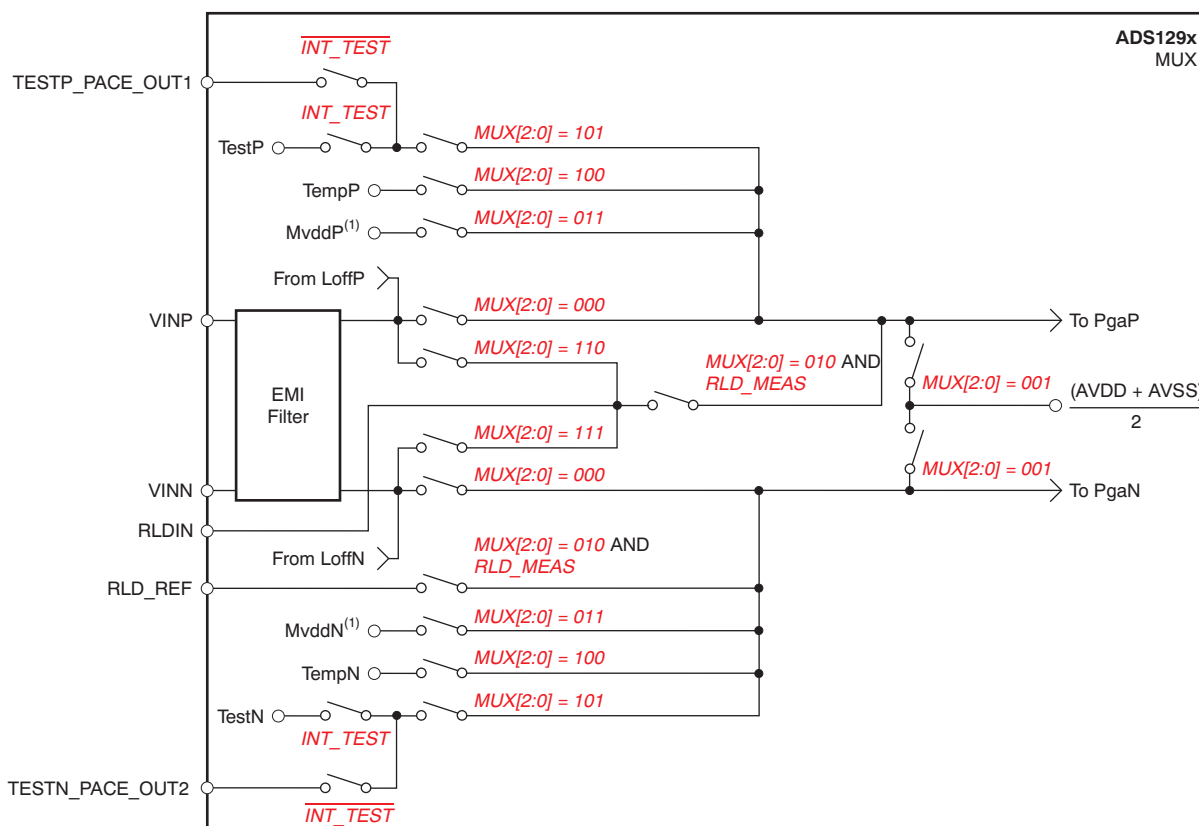 ADS129x
MUX
INT_TEST
TESTP_PACE_OUT1
INT_TEST
TestP
MUX[2:0] = 101
TempP
MUX[2:0] = 100
MvddP(1)
MUX[2:0] = 011
From LoffP
VINP
MUX[2:0] = 000
To PgaP
MUX[2:0] = 110
MUX[2:0] = 010 AND
RLD_MEAS
MUX[2:0] = 001
(AVDD + AVSS)
2
EMI
Filter
MUX[2:0] = 111
MUX[2:0] = 001
VINN
MUX[2:0] = 000
To PgaN
RLDIN
From LoffN
MUX[2:0] = 010 AND
RLD_MEAS
RLD_REF
MvddN(1)
MUX[2:0] = 011
TempN
MUX[2:0] = 100
TestN
MUX[2:0] = 101
INT_TEST
TESTN_PACE_OUT2
INT_TEST